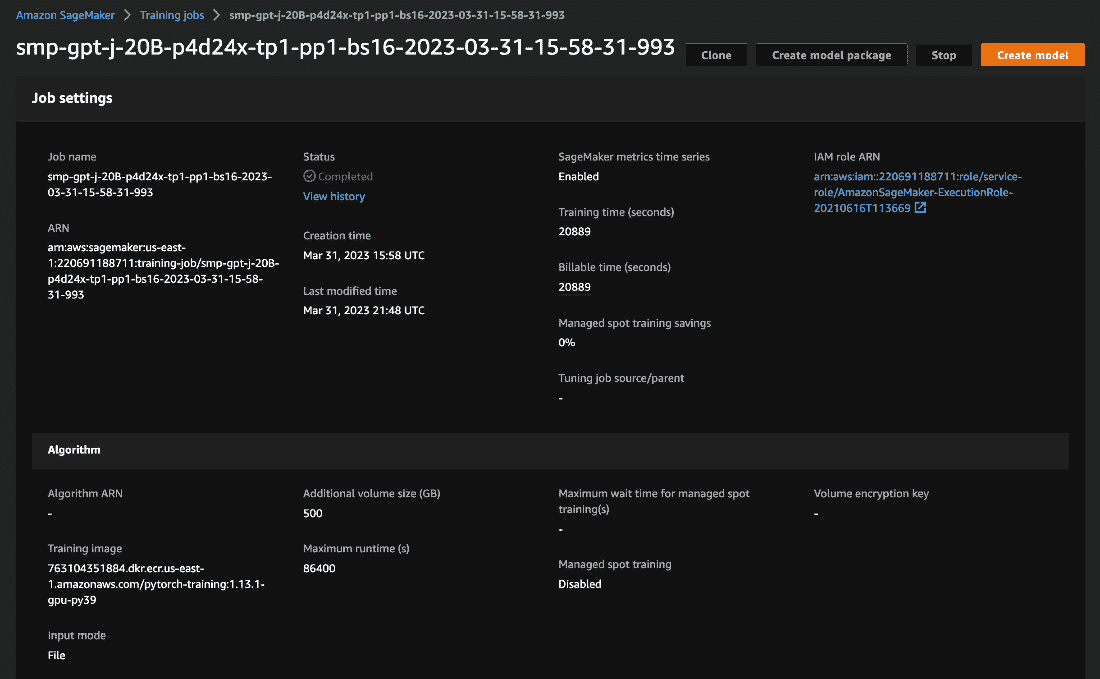 Amazon SageMaker > Training jobs > smp-gpt-j-20B-p4d24x-tp1-pp1-bs16-2023-03-31-15-58-31-993
smp-gpt-j-20B-p4d24x-tp1-pp1-bs16-2023-03-31-15-58-31-993
Clone
Create model package
Stop
Create model
Job settings
Job name
smp-gpt-j-20B-p4d24x-tp1-pp1-bs16-2023-
03-31-15-58-31-993
ARN
arn:aws:sagemaker:us-east-
1:220691188711:training-job/smp-gpt-j-20B-
p4d24x-tp1-pp1-bs16-2023-03-31-15-58-
31-993
Status
Completed
View history
Creation time
Mar 31, 2023 15:58 UTC
Last modified time
Mar 31, 2023 21:48 UTC
SageMaker metrics time series
Enabled
Training time (seconds)
20889
Billable time (seconds)
20889
Managed spot training savings
0%
Tuning job source/parent
-
IAM role ARN
arn:aws:iam::220691188711:role/service-
role/AmazonSageMaker-ExecutionRole-
20210616T113669
Algorithm
Algorithm ARN
-
Training image
763104351884.dkr.ecr.us-east-
1.amazonaws.com/pytorch-training:1.13.1-
gpu-py39
Input mode
File
Additional volume size (GB)
500
Maximum runtime (s)
86400
Maximum wait time for managed spot
training(s)
-
Managed spot training
Disabled
Volume encryption key
-